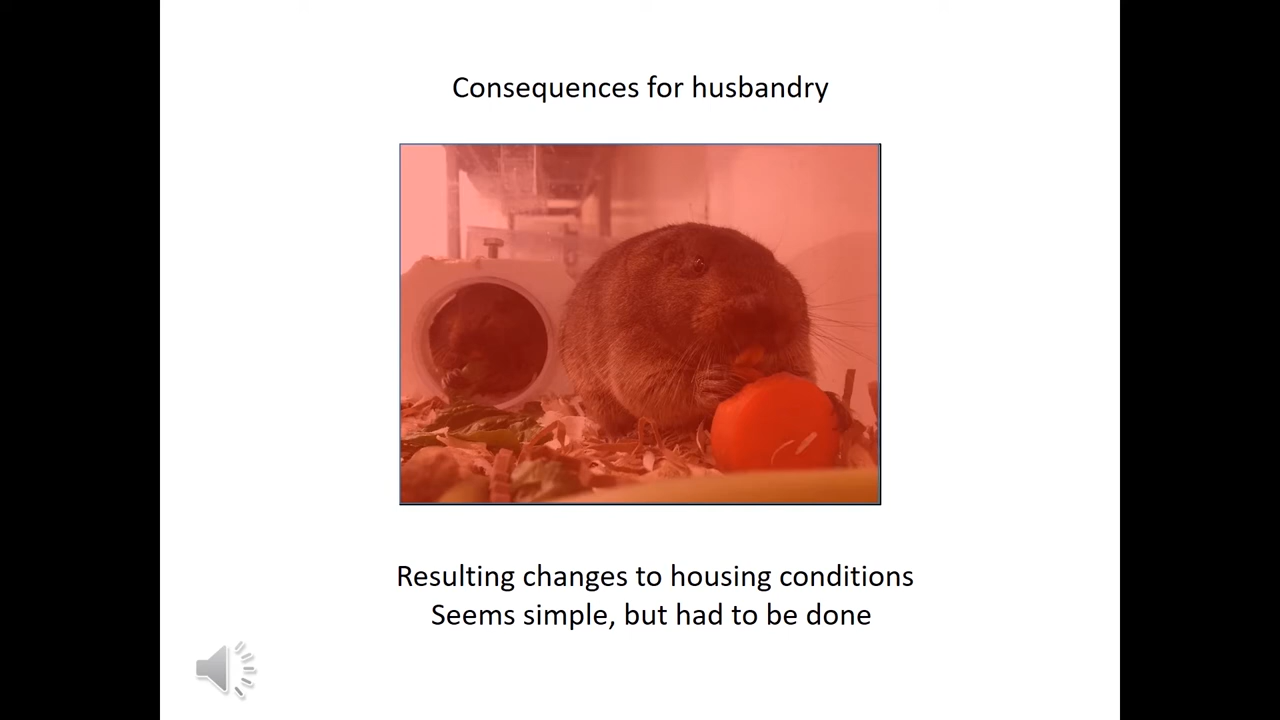 Consequences for husbandry
Resulting changes to housing conditions
Seems simple, but had to be done